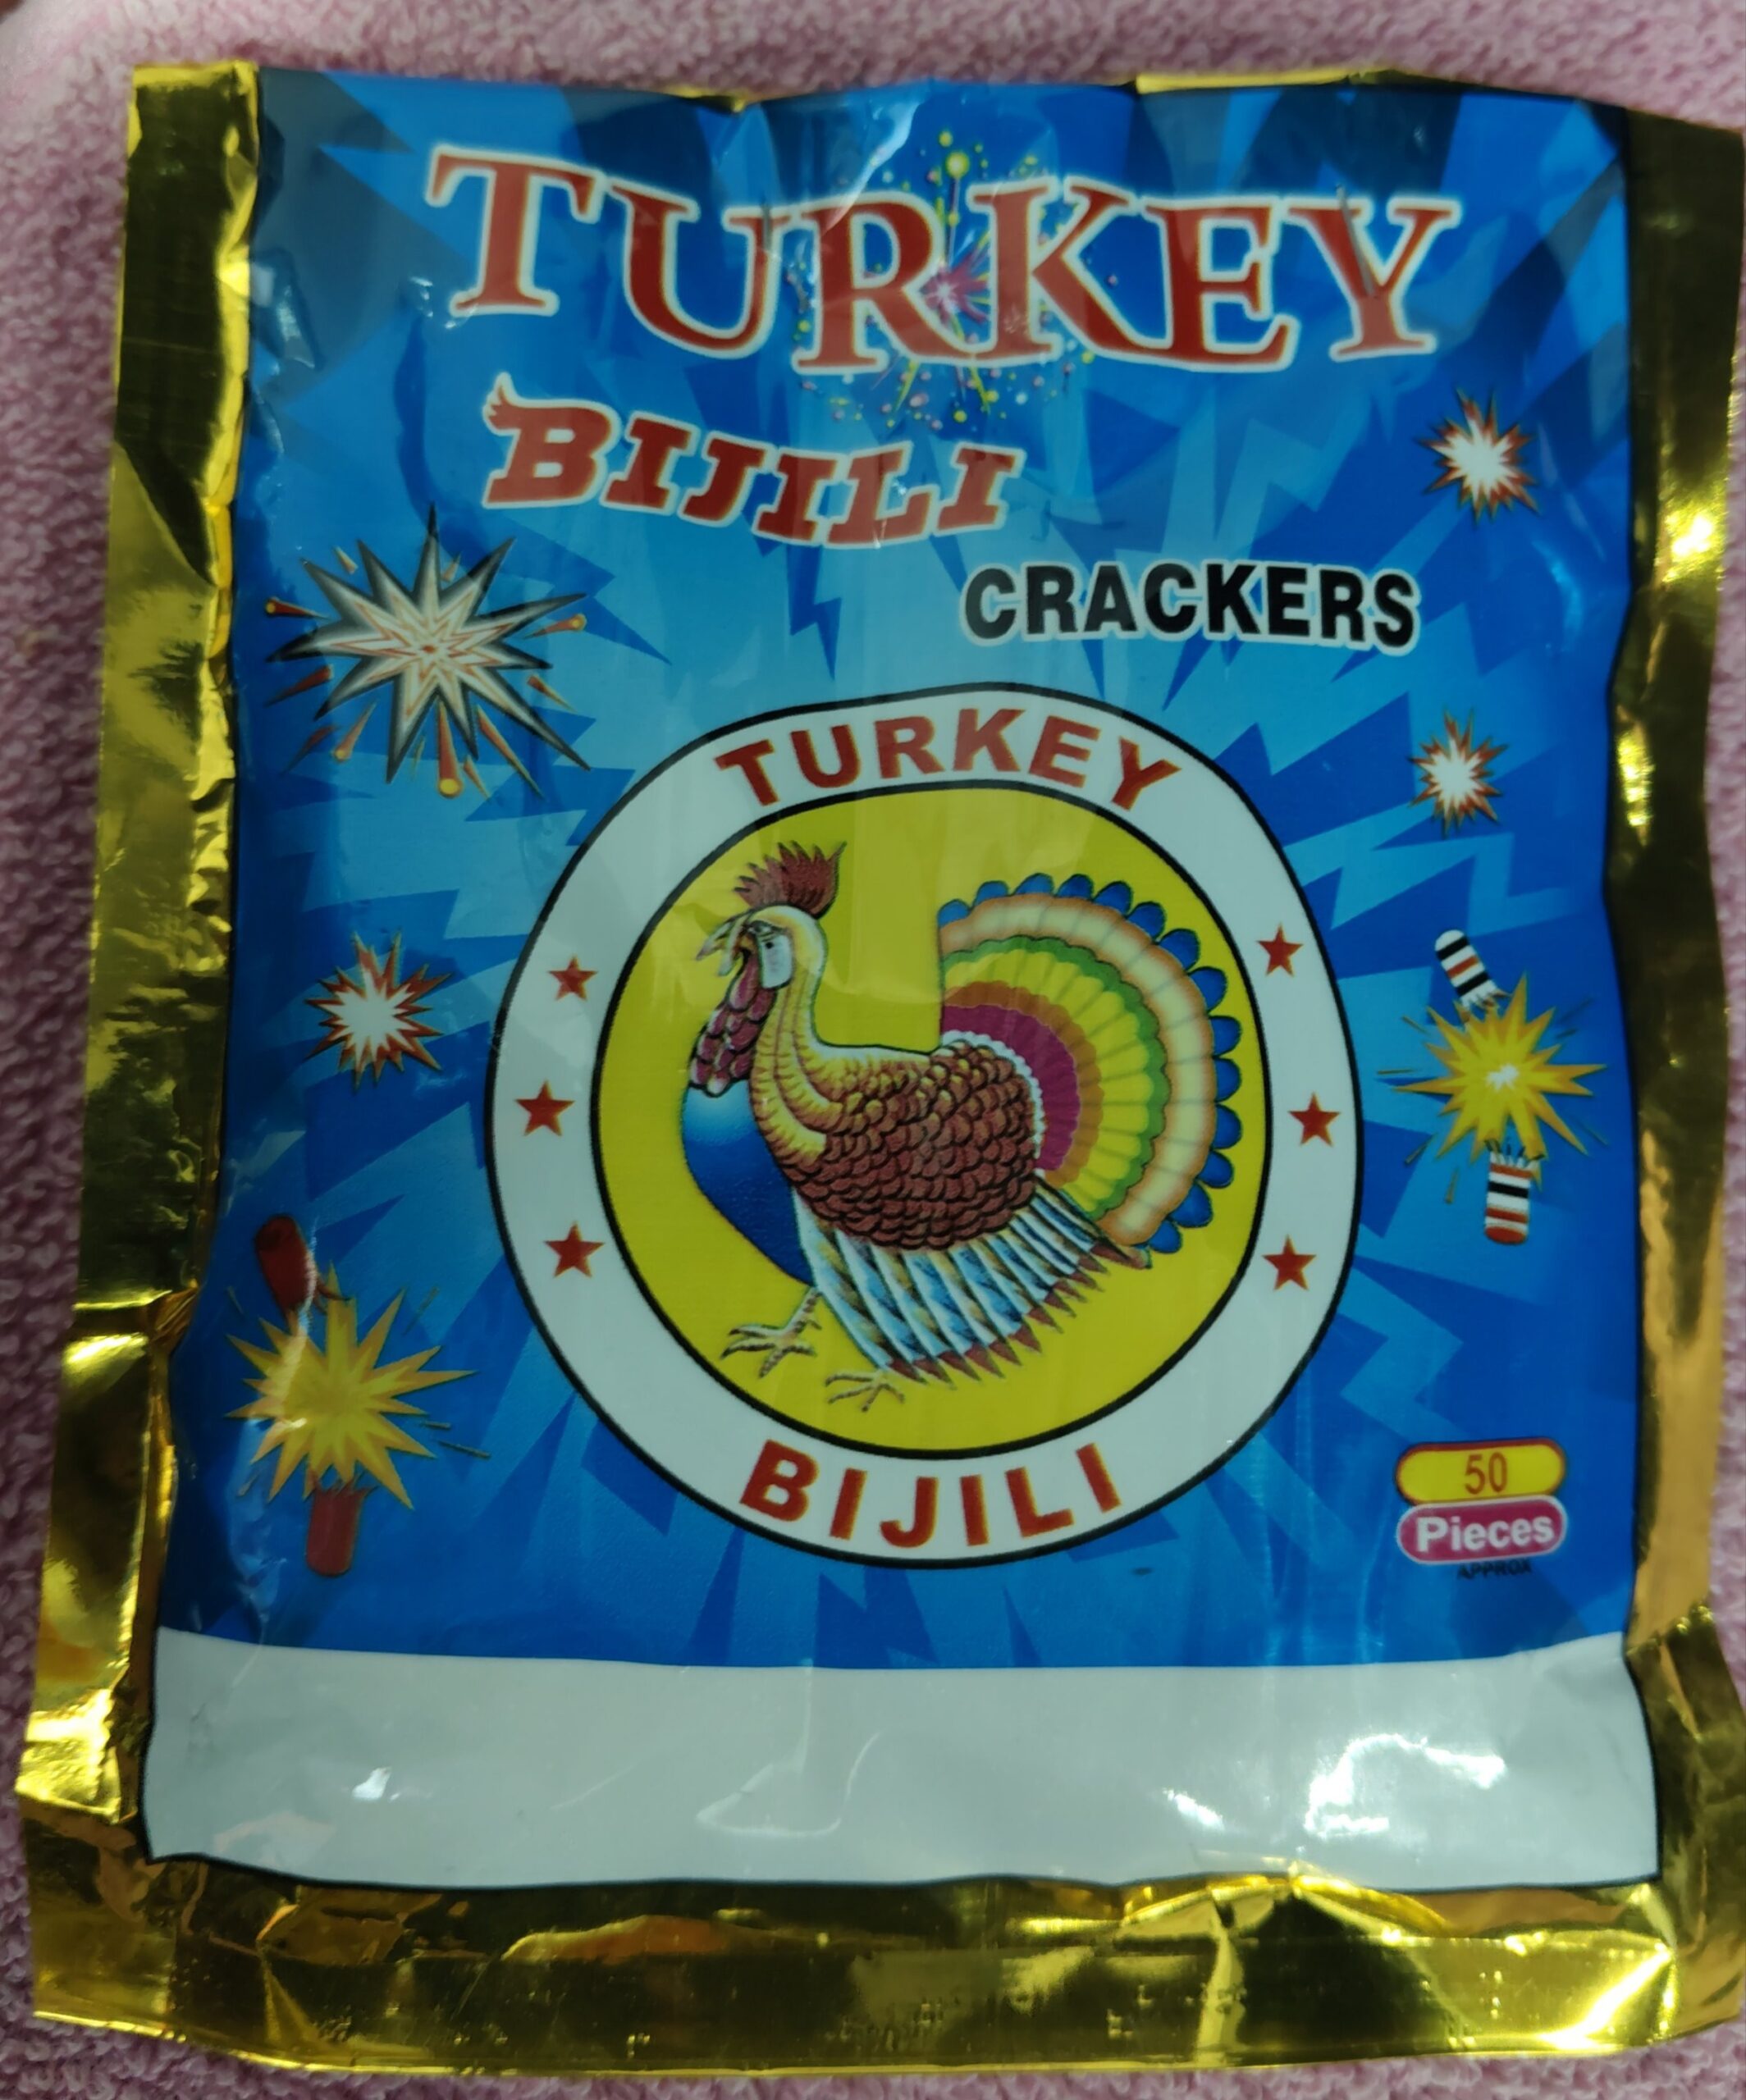 TURKEY
BIJILI
CRACKERS
TURKEY
BIJILI
50
Pieces
APPROX